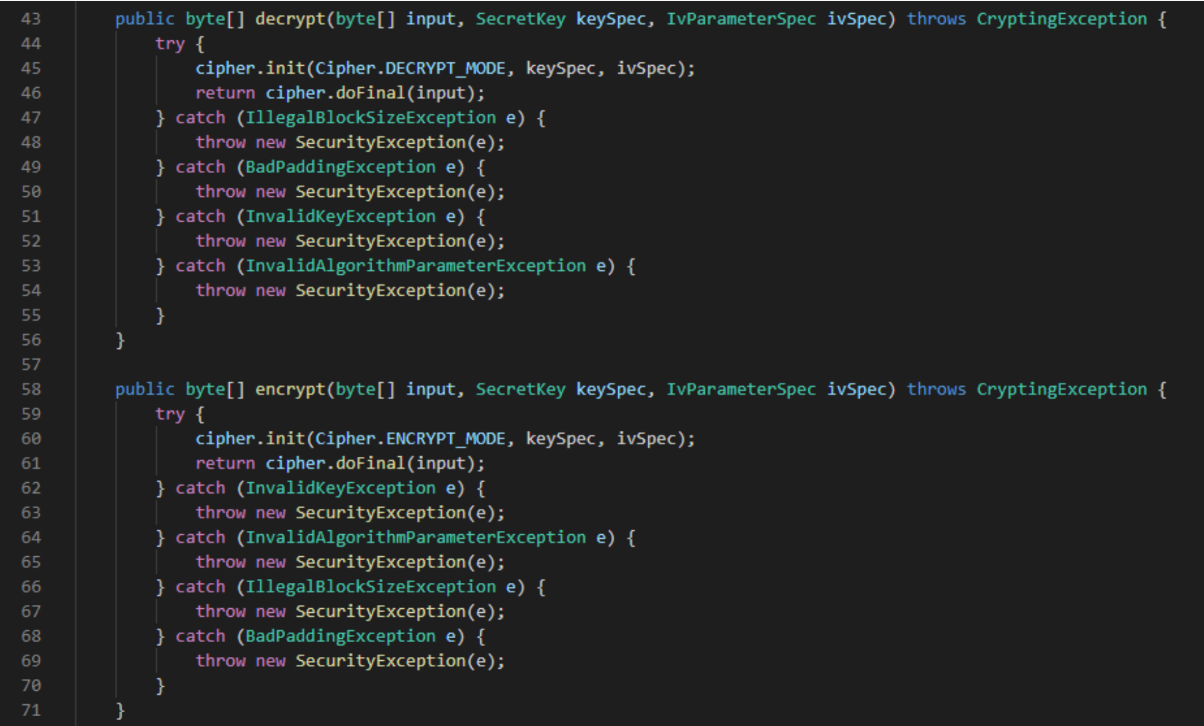 43 public byte[] decrypt(byte[] input, SecretKey keySpec, IvParameterSpec ivSpec) throws CryptingException {
44 try {
45 cipher.init(Cipher.DECRYPT_MODE, keySpec, ivSpec);
46 return cipher.doFinal(input);
47 } catch (IllegalBlockSizeException e) {
48 throw new SecurityException(e);
49 } catch (BadPaddingException e) {
50 throw new SecurityException(e);
51 } catch (InvalidKeyException e) {
52 throw new SecurityException(e);
53 } catch (InvalidAlgorithmParameterException e) {
54 throw new SecurityException(e);
55 }
56 }
57
58 public byte[] encrypt(byte[] input, SecretKey keySpec, IvParameterSpec ivSpec) throws CryptingException {
59 try {
60 cipher.init(Cipher.ENCRYPT_MODE, keySpec, ivSpec);
61 return cipher.doFinal(input);
62 } catch (InvalidKeyException e) {
63 throw new SecurityException(e);
64 } catch (InvalidAlgorithmParameterException e) {
65 throw new SecurityException(e);
66 } catch (IllegalBlockSizeException e) {
67 throw new SecurityException(e);
68 } catch (BadPaddingException e) {
69 throw new SecurityException(e);
70 }
71 }